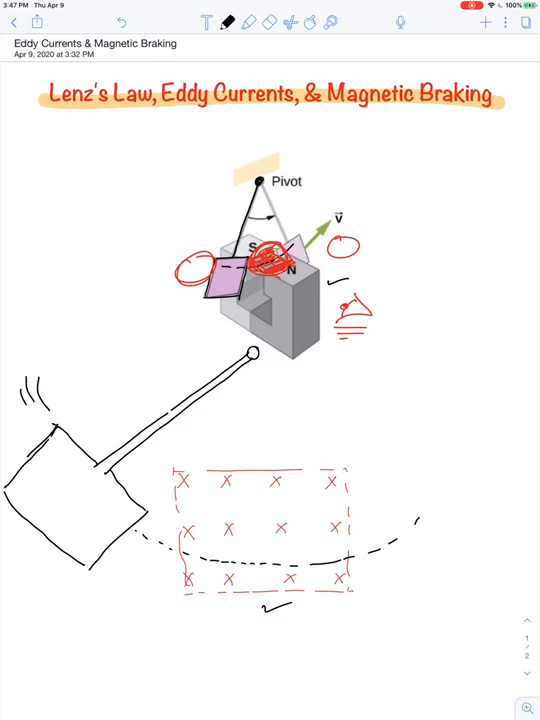 3:47 PM Thu Apr 9
100%
Eddy Currents & Magnetic Braking
Apr 9, 2020 at 3:32 PM
Lenz's Law, Eddy Currents, & Magnetic Braking
Pivot
v
S
N
X X X X
X X X X
X X X X
1
/
2